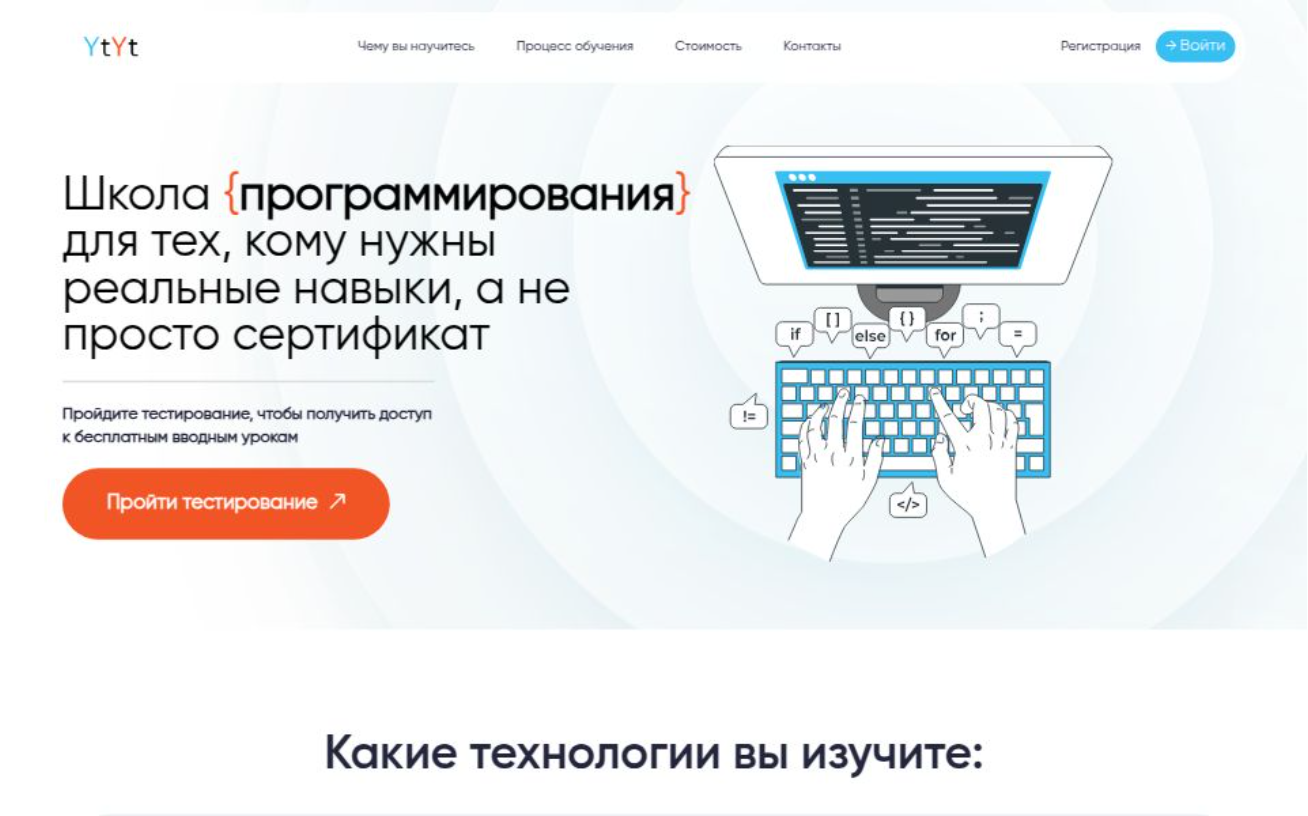 YtYt
Чему вы научитесь
Процесс обучения
Стоимость
Контакты
Регистрация
→ Войти
Школа {программирования}
для тех, кому нужны
реальные навыки, а не
просто сертификат
Пройдите тестирование, чтобы получить доступ
к бесплатным вводным урокам
Пройти тестирование ↗
if
[ ]
else
{ }
for
;
=
!=
</>
Какие технологии вы изучите: